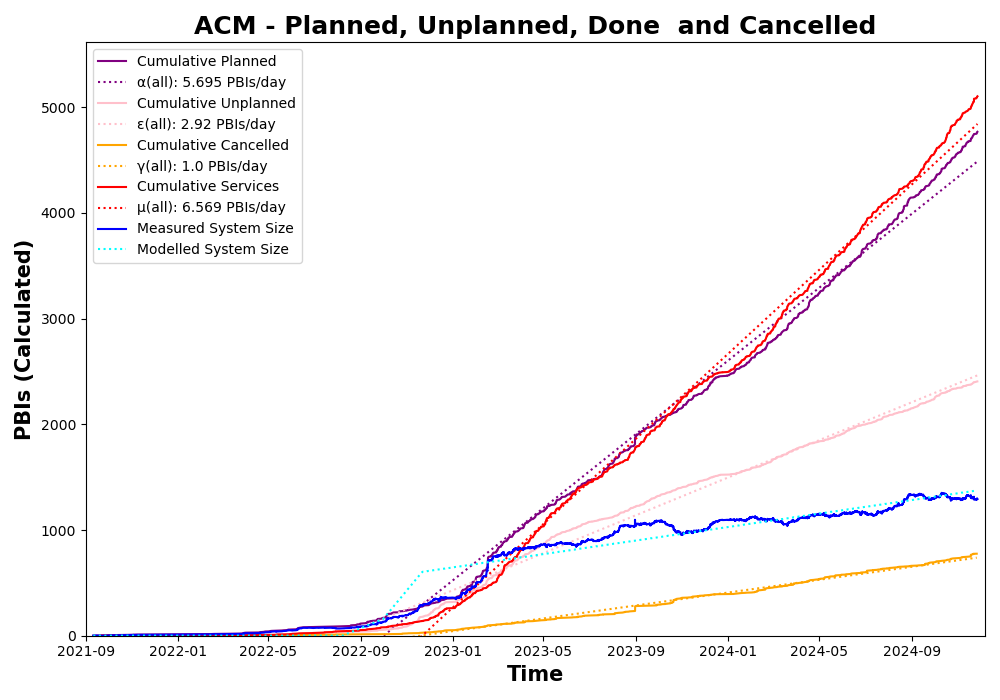 ACM - Planned, Unplanned, Done  and Cancelled
Cumulative Planned
α(all): 5.695 PBIs/day
Cumulative Unplanned
ε(all): 2.92 PBIs/day
Cumulative Cancelled
γ(all): 1.0 PBIs/day
Cumulative Services
μ(all): 6.569 PBIs/day
Measured System Size
Modelled System Size
PBIs (Calculated)
5000
4000
3000
2000
1000
0
2021-09 2022-01 2022-05 2022-09 2023-01 2023-05 2023-09 2024-01 2024-05 2024-09
Time